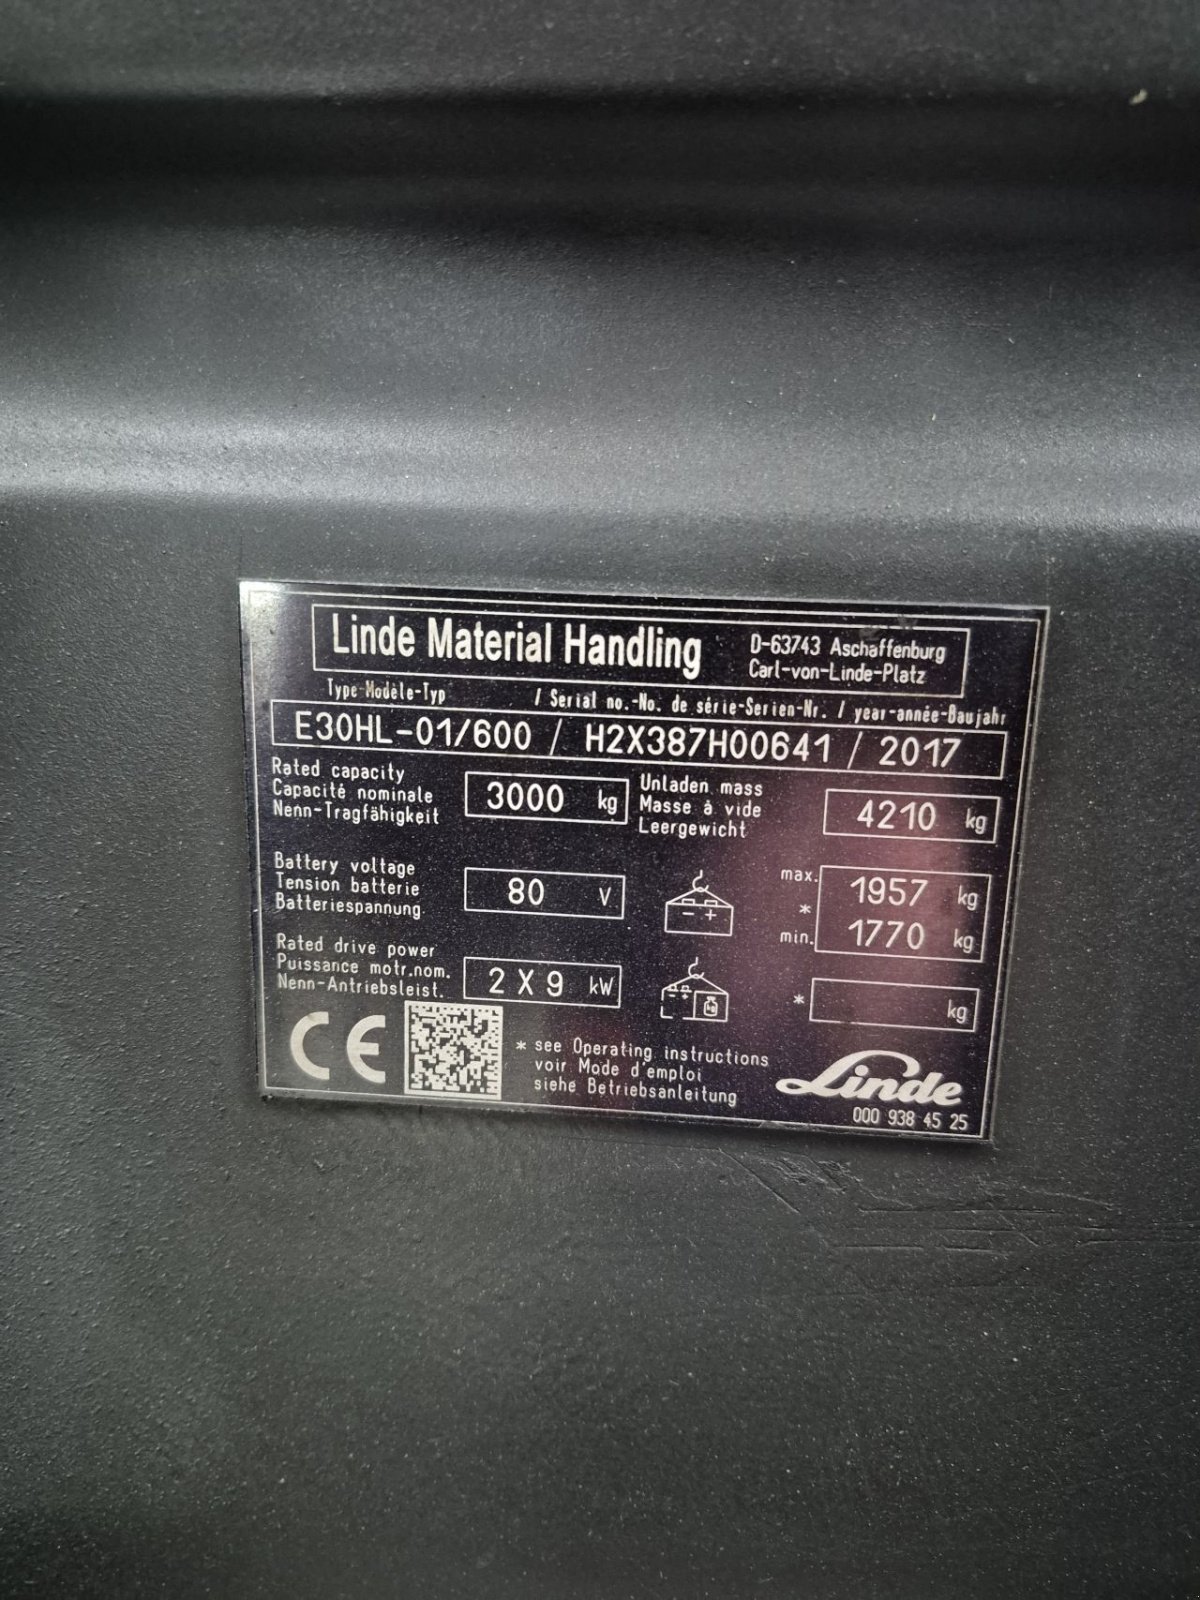 Linde Material Handling
D-63743 Aschaffenburg
Carl-von-Linde-Platz
Type-Modèle-Typ / Serial no.-No. de série-Serien-Nr. / year-année-Baujahr
E30HL-01/600 / H2X387H00641 / 2017
Rated capacity
Capacité nominale
Nenn-Tragfähigkeit
3000 kg
Unladen mass
Masse à vide
Leergewicht
4210 kg
Battery voltage
Tension batterie
Batteriespannung
80 V
- +
max. 1957 kg
*
min. 1770 kg
Rated drive power
Puissance motr.nom.
Nenn-Antriebsleist.
2 X 9 kW
- + kg
* kg
CE
* see Operating instructions
voir Mode d'emploi
siehe Betriebsanleitung
Linde
000 938 45 25